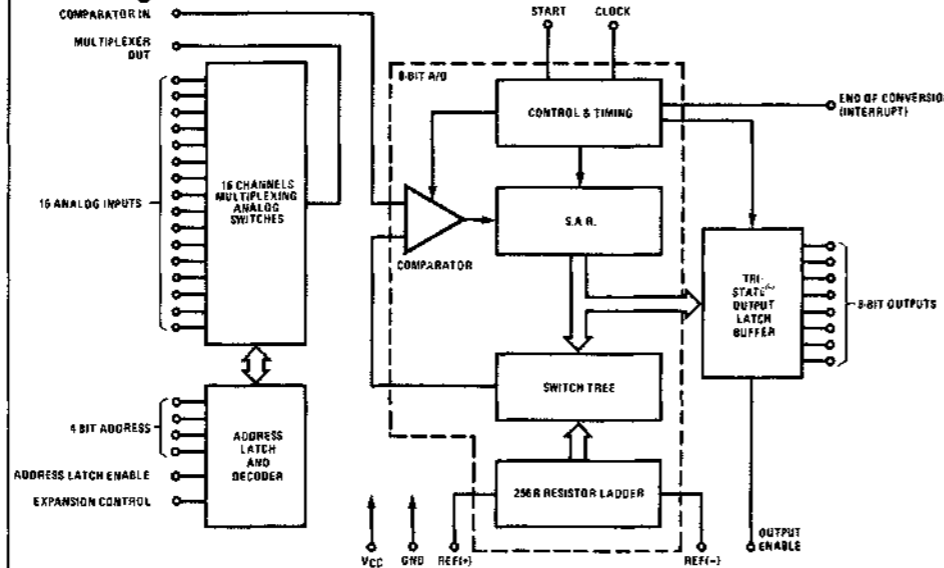 COMPARATOR IN
MULTIPLEXER
OUT
START
CLOCK
8-BIT A/D
CONTROL & TIMING
END OF CONVERSION
(INTERRUPT)
16 ANALOG INPUTS
16 CHANNELS
MULTIPLEXING
ANALOG
SWITCHES
S.A.R.
COMPARATOR
TRI-
STATE
OUTPUT
LATCH
BUFFER
8-BIT OUTPUTS
SWITCH TREE
4 BIT ADDRESS
ADDRESS LATCH ENABLE
EXPANSION CONTROL
ADDRESS
LATCH
AND
DECODER
256R RESISTOR LADDER
VCC
GND
REF(+)
REF(-)
OUTPUT
ENABLE